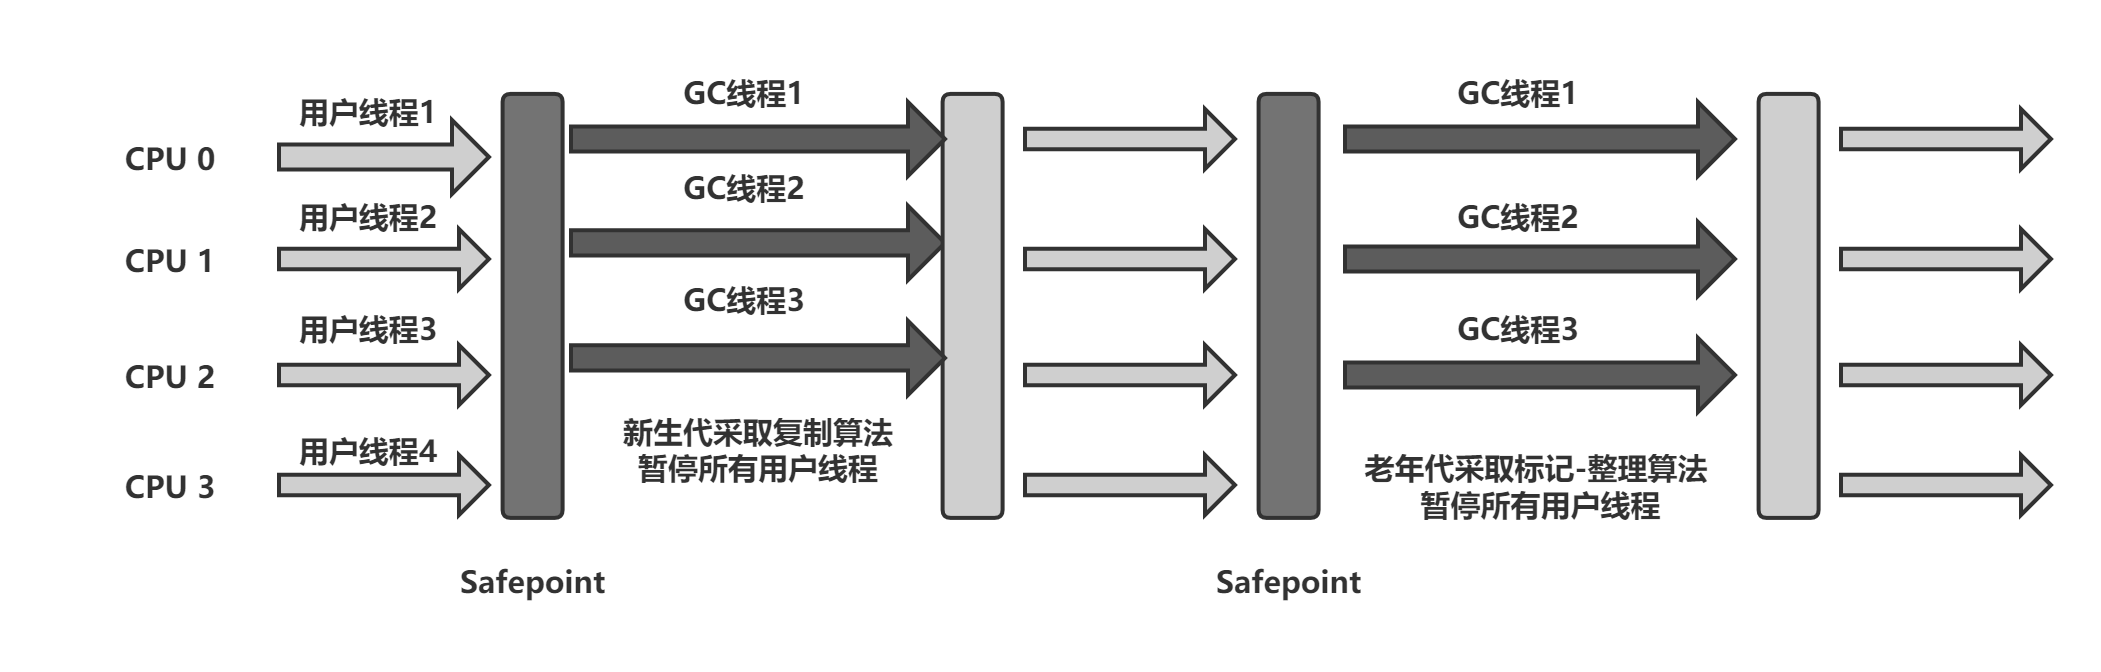 GC线程1
GC线程1
用户线程1
CPU 0
GC线程2
用户线程2
GC线程2
CPU 1
GC线程3
用户线程3
GC线程3
CPU 2
新生代采取复制算法
暂停所有用户线程
用户线程4
CPU 3
老年代采取标记-整理算法
暂停所有用户线程
Safepoint
Safepoint